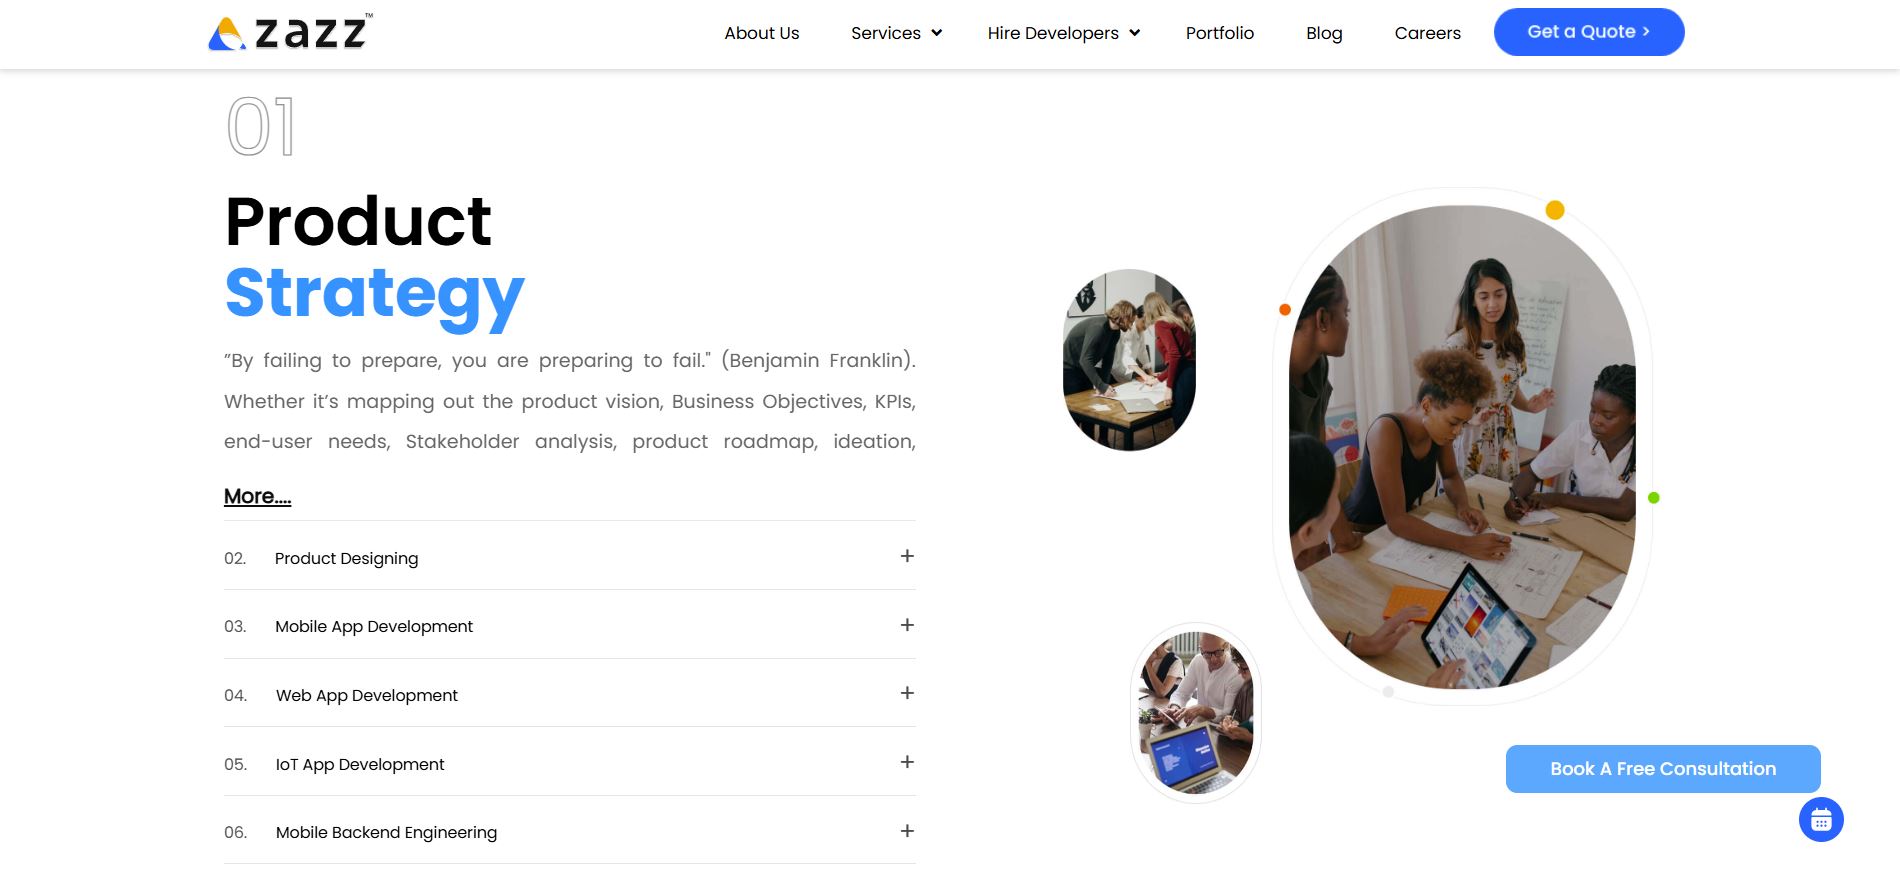 zazz™
About Us
Services
Hire Developers
Portfolio
Blog
Careers
Get a Quote >
01
Product
Strategy
”By failing to prepare, you are preparing to fail." (Benjamin Franklin).
Whether it’s mapping out the product vision, Business Objectives, KPIs,
end-user needs, Stakeholder analysis, product roadmap, ideation,
More....
02. Product Designing +
03. Mobile App Development +
04. Web App Development +
05. IoT App Development +
06. Mobile Backend Engineering +
Book A Free Consultation